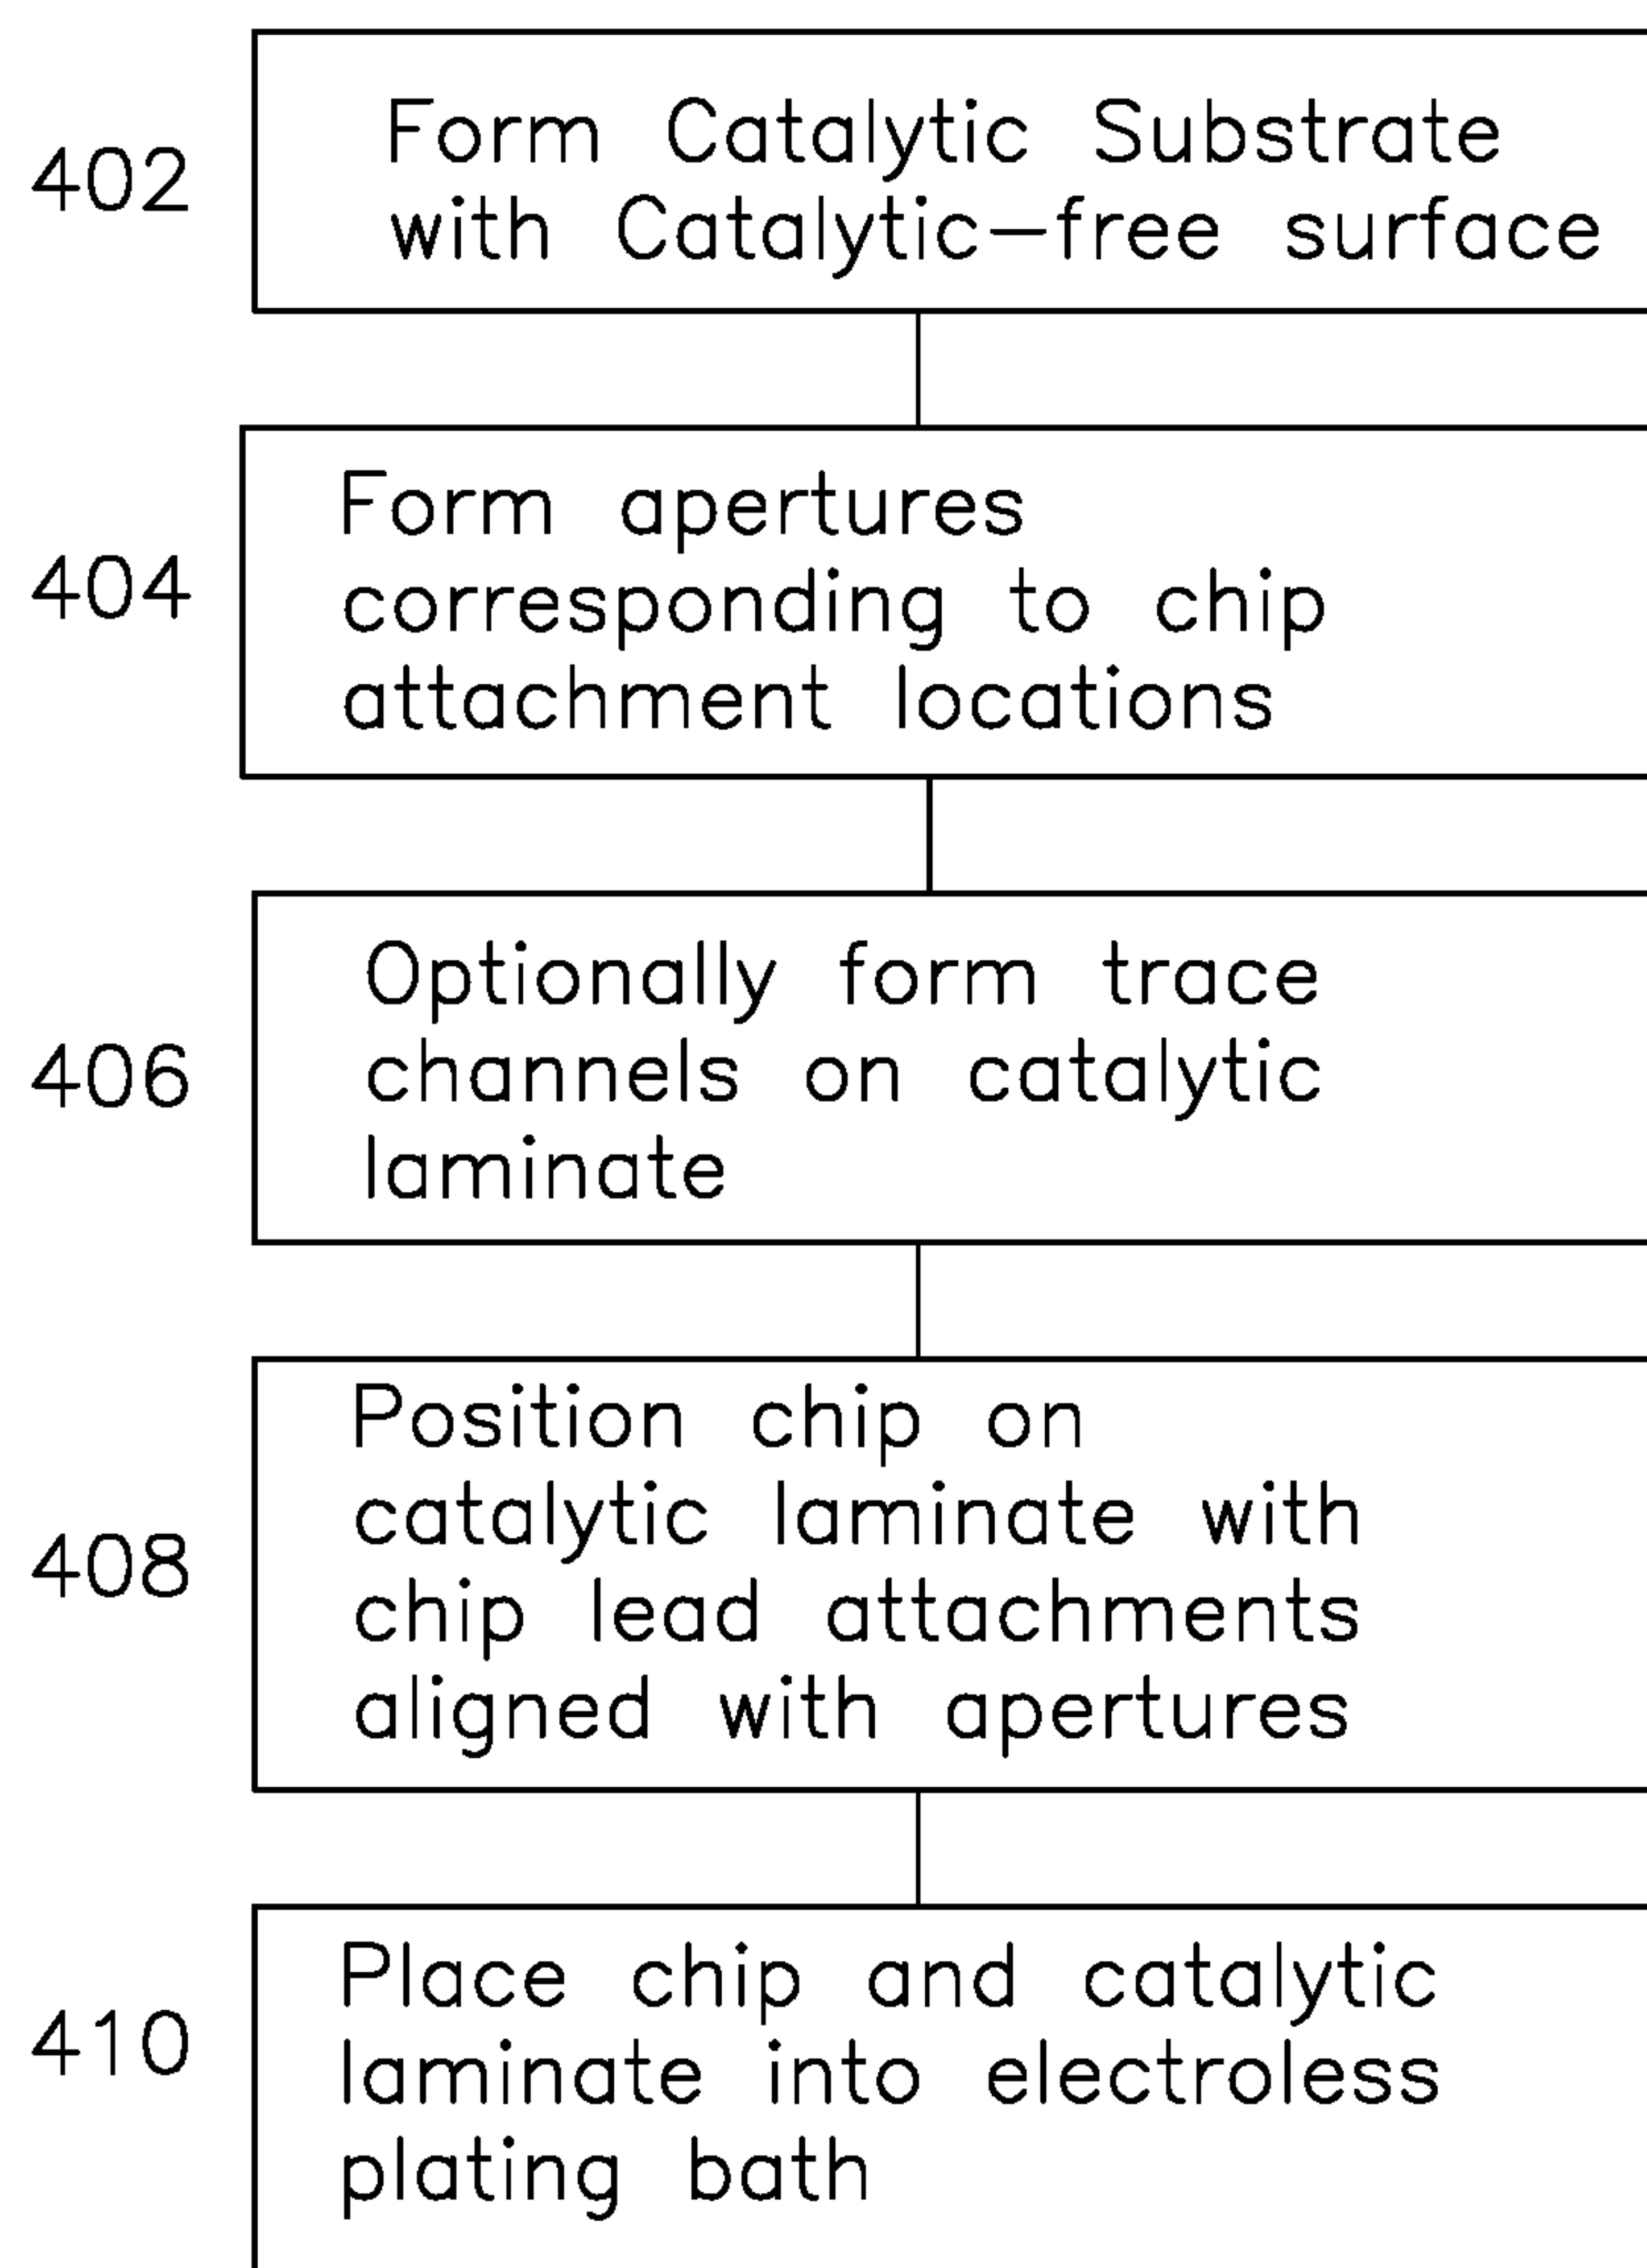 402
Form Catalytic Substrate
with Catalytic-free surface
404
Form apertures
corresponding to chip
attachment locations
406
Optionally form trace
channels on catalytic
laminate
408
Position chip on
catalytic laminate with
chip lead attachments
aligned with apertures
410
Place chip and catalytic
laminate into electroless
plating bath